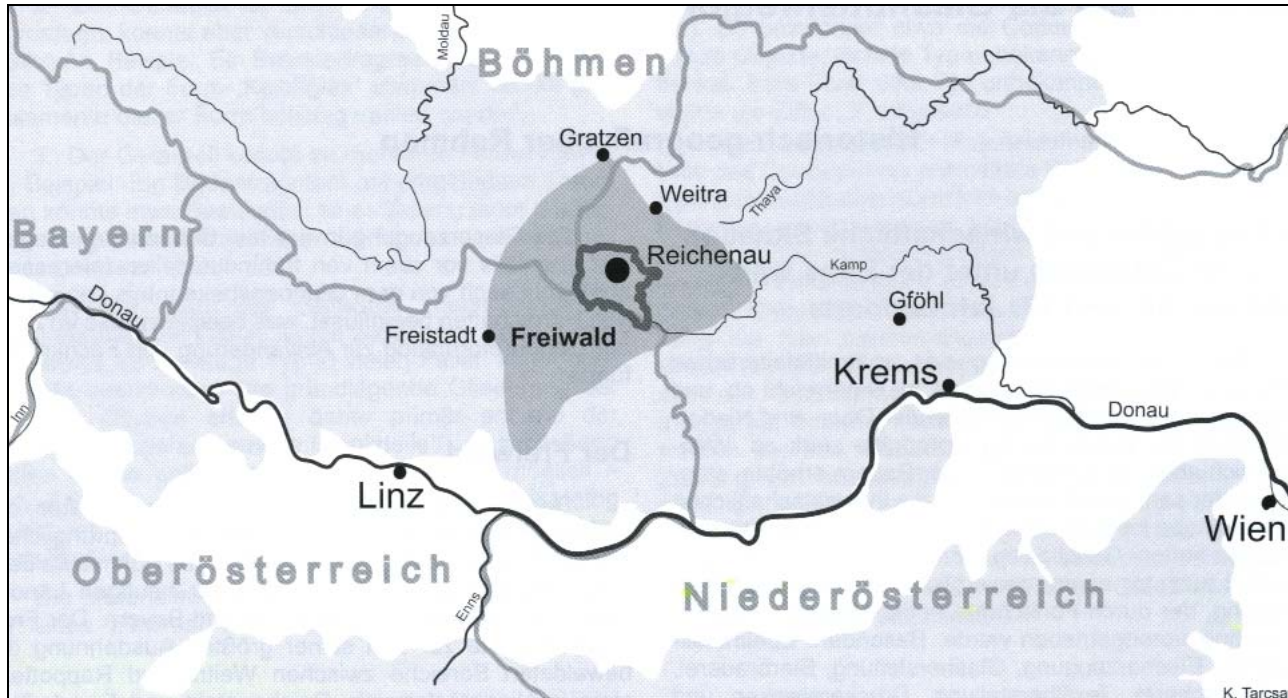 Moldau
Böhmen
Gratzen
Weitra
Thaya
Bayern
Reichenau
Kamp
Donau
Gföhl
Freistadt
Freiwald
Inn
Krems
Donau
Linz
Wien
Oberösterreich
Enns
Niederösterreich
K. Tarcsa